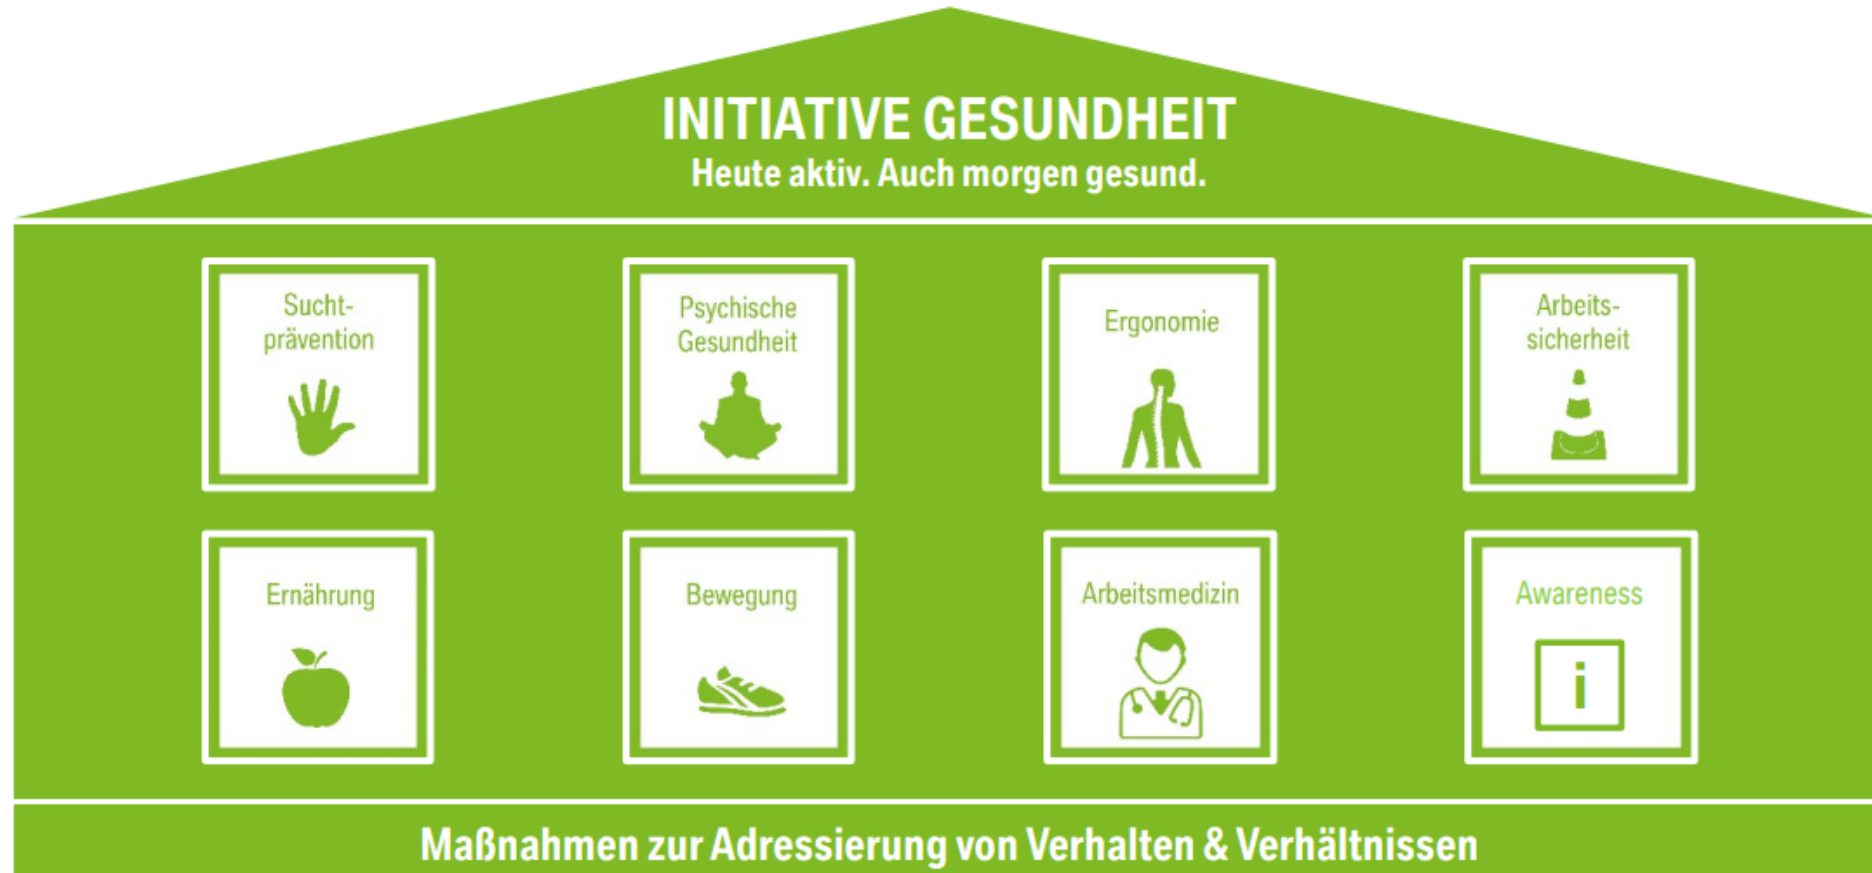 INITIATIVE GESUNDHEIT
Heute aktiv. Auch morgen gesund.
Sucht-
prävention
Psychische
Gesundheit
Ergonomie
Arbeits-
sicherheit
Ernährung
Bewegung
Arbeitsmedizin
Awareness
i
Maßnahmen zur Adressierung von Verhalten & Verhältnissen